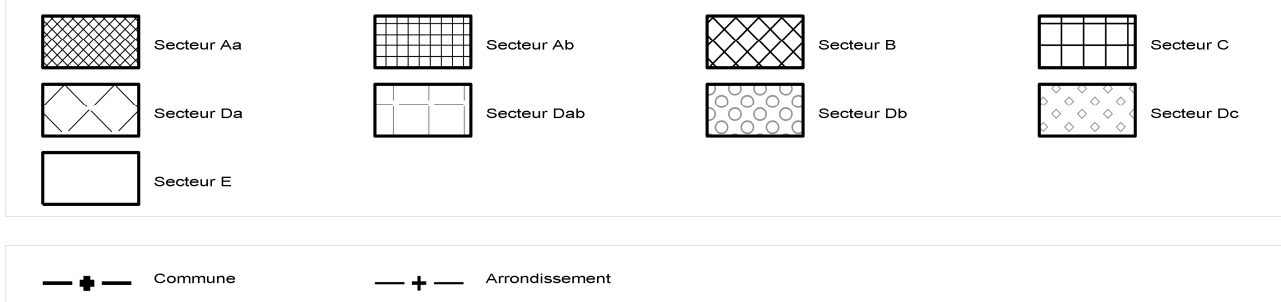 Secteur Aa
Secteur Ab
Secteur B
Secteur C
Secteur Da
Secteur Dab
Secteur Db
Secteur Dc
Secteur E
Commune
Arrondissement